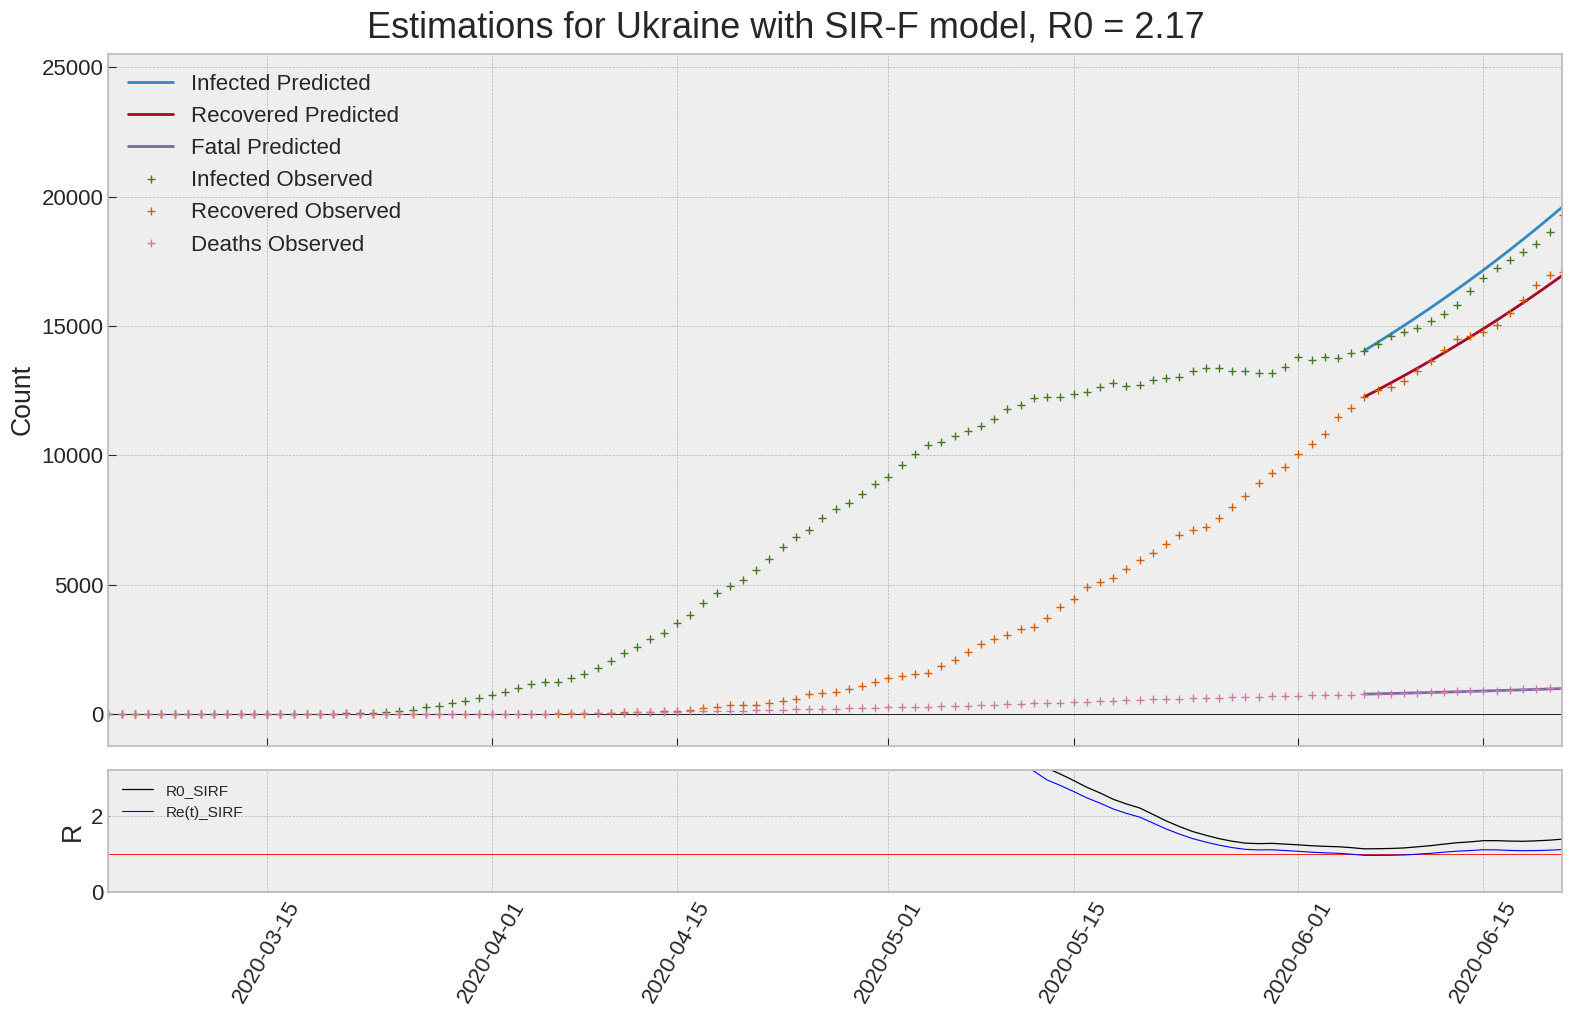 Estimations for Ukraine with SIR-F model, R0 = 2.17
25000
20000
15000
10000
5000
0
Count
Infected Predicted
Recovered Predicted
Fatal Predicted
Infected Observed
Recovered Observed
Deaths Observed
R0_SIRF
Re(t)_SIRF
2
0
R
2020-03-15
2020-04-01
2020-04-15
2020-05-01
2020-05-15
2020-06-01
2020-06-15